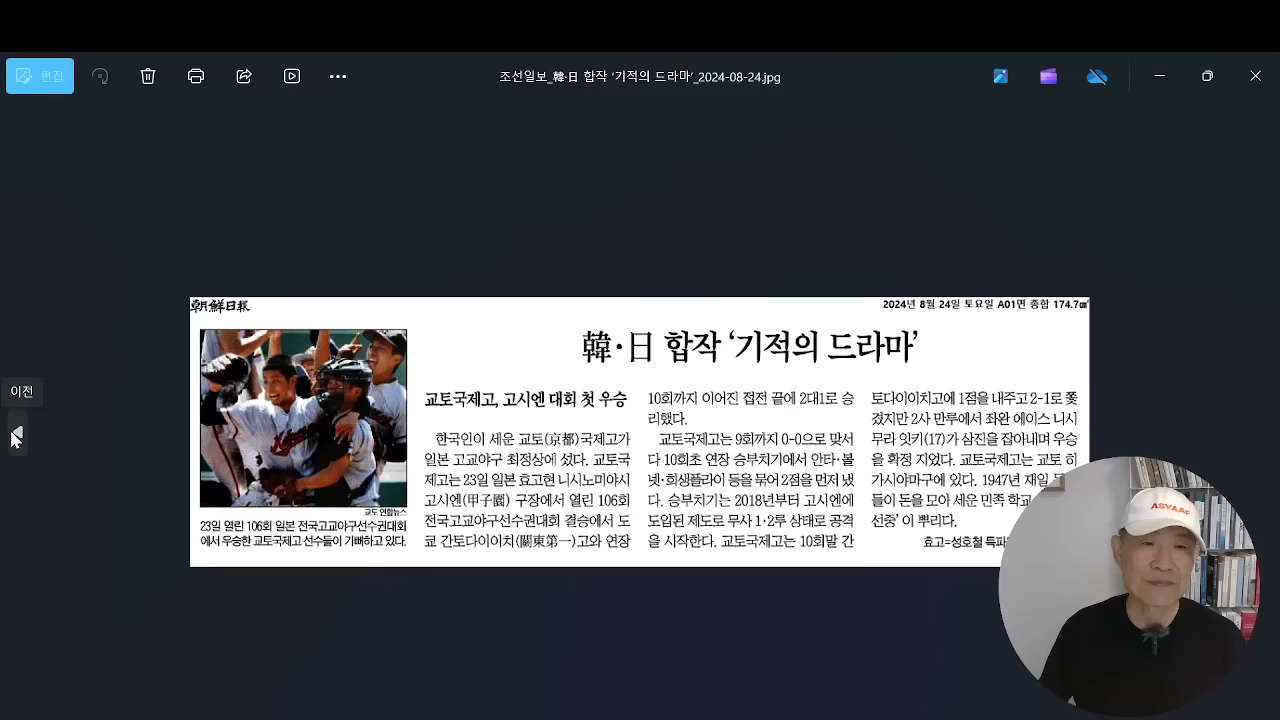 편집
조선일보_韓·日 합작 '기적의 드라마'_2024-08-24.jpg
이전
朝鮮日報
2024년 8월 24일 토요일 A01면 종합 174.7㎠
韓·日 합작 '기적의 드라마'
교도 연합뉴스
23일 열린 106회 일본 전국고교야구선수권대회
에서 우승한 교토국제고 선수들이 기뻐하고 있다.
교토국제고, 고시엔 대회 첫 우승
한국인이 세운 교토(京都)국제고가
일본 고교야구 최정상에 섰다. 교토국
제고는 23일 일본 효고현 니시노미야시
고시엔(甲子園) 구장에서 열린 106회
전국고교야구선수권대회 결승에서 도
쿄 간토다이이치(關東第一)고와 연장
10회까지 이어진 접전 끝에 2대1로 승
리했다.
교토국제고는 9회까지 0-0으로 맞서
다 10회초 연장 승부치기에서 안타·볼
넷·희생플라이 등을 묶어 2점을 먼저 냈
다. 승부치기는 2018년부터 고시엔에
도입된 제도로 무사 1·2루 상태로 공격
을 시작한다. 교토국제고는 10회말 간
토다이이치고에 1점을 내주고 2-1로 쫓
겼지만 2사 만루에서 좌완 에이스 니시
무라 잇키(17)가 삼진을 잡아내며 우승
을 확정 지었다. 교토국제고는 교토 히
가시야마구에 있다. 1947년 재일
들이 돈을 모아 세운 민족 학교
선중' 이 뿌리다.
효고=성호철 특파
ASYAAF